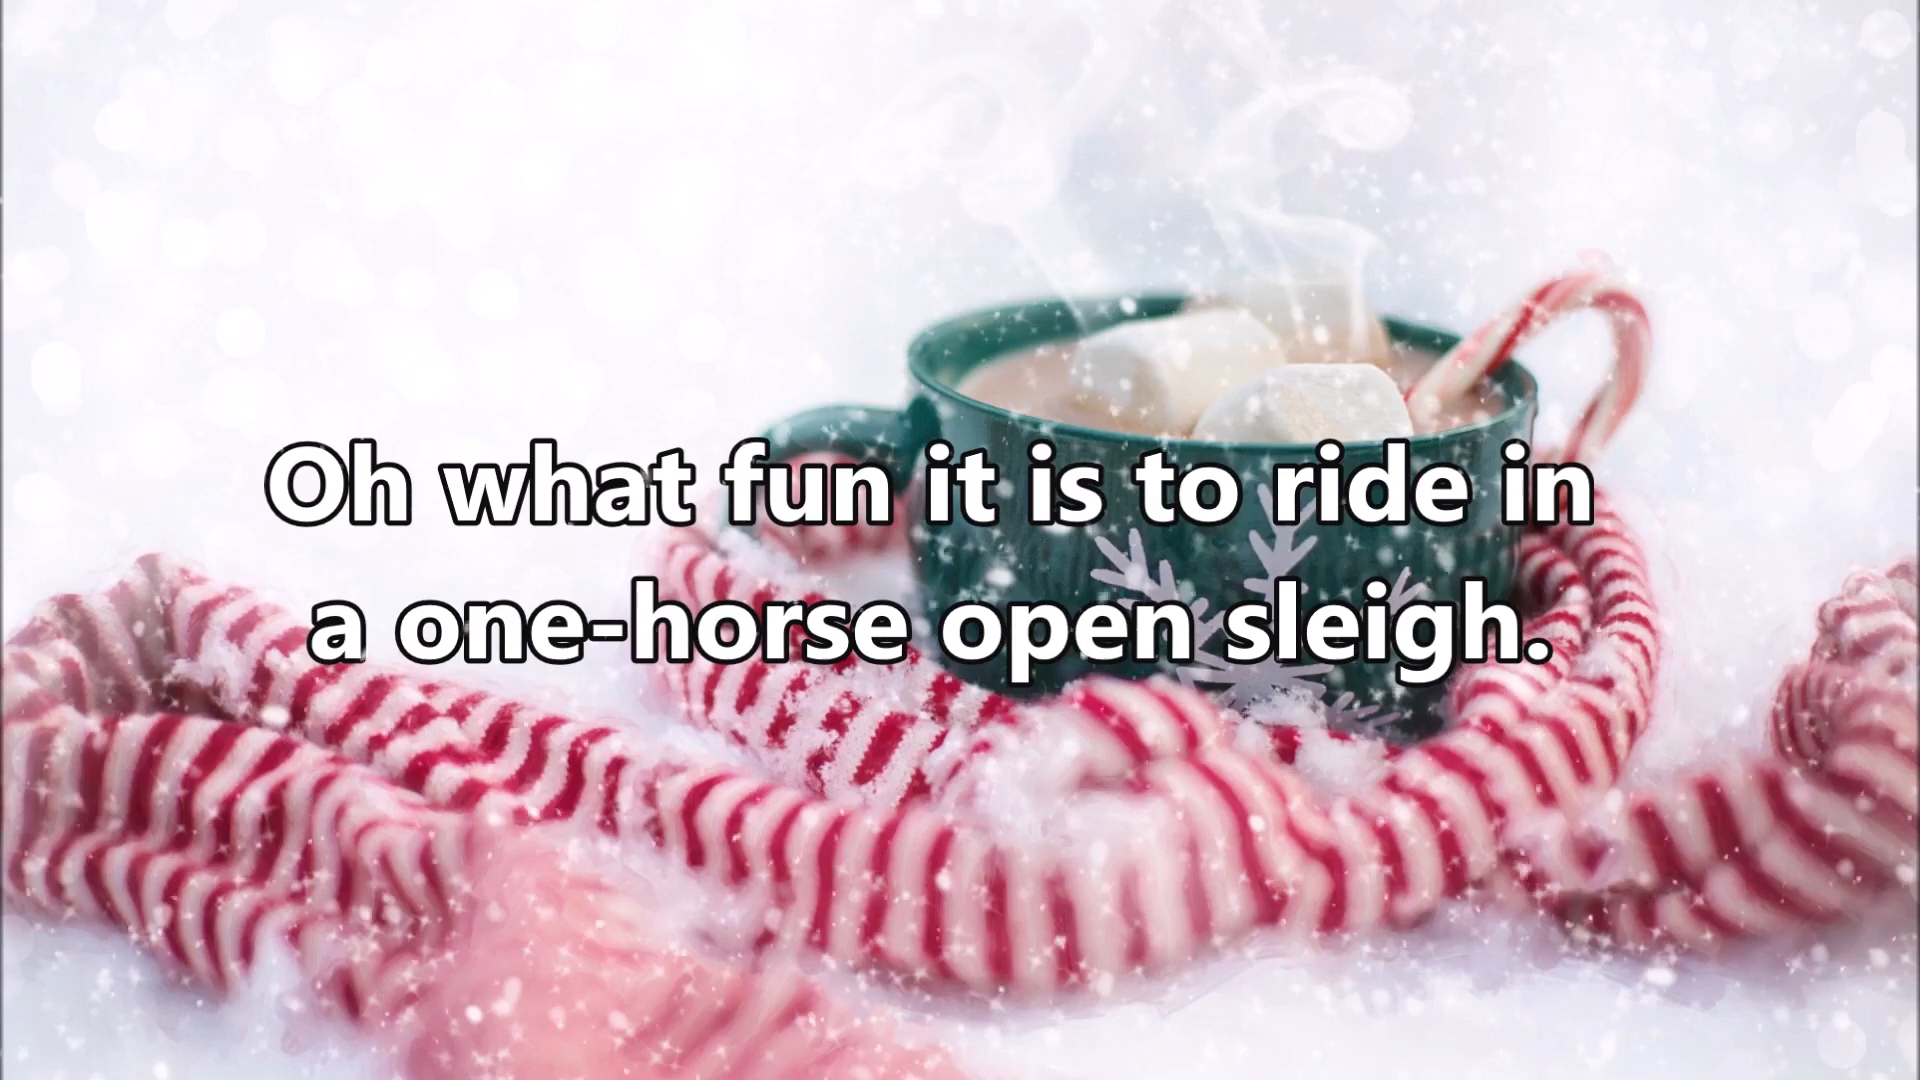 Oh what fun it is to ride in
a one-horse open sleigh.